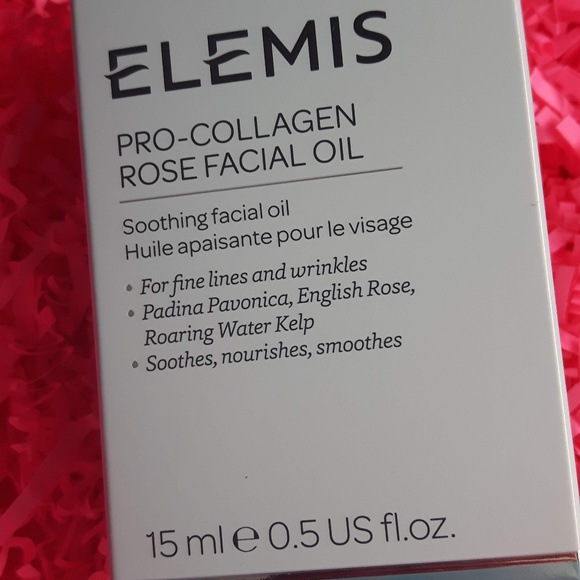 ELEMIS
PRO-COLLAGEN
ROSE FACIAL OIL
Soothing facial oil
Huile apaisante pour le visage
• For fine lines and wrinkles
• Padina Pavonica, English Rose,
Roaring Water Kelp
• Soothes, nourishes, smoothes
15 ml ℮ 0.5 US fl.oz.